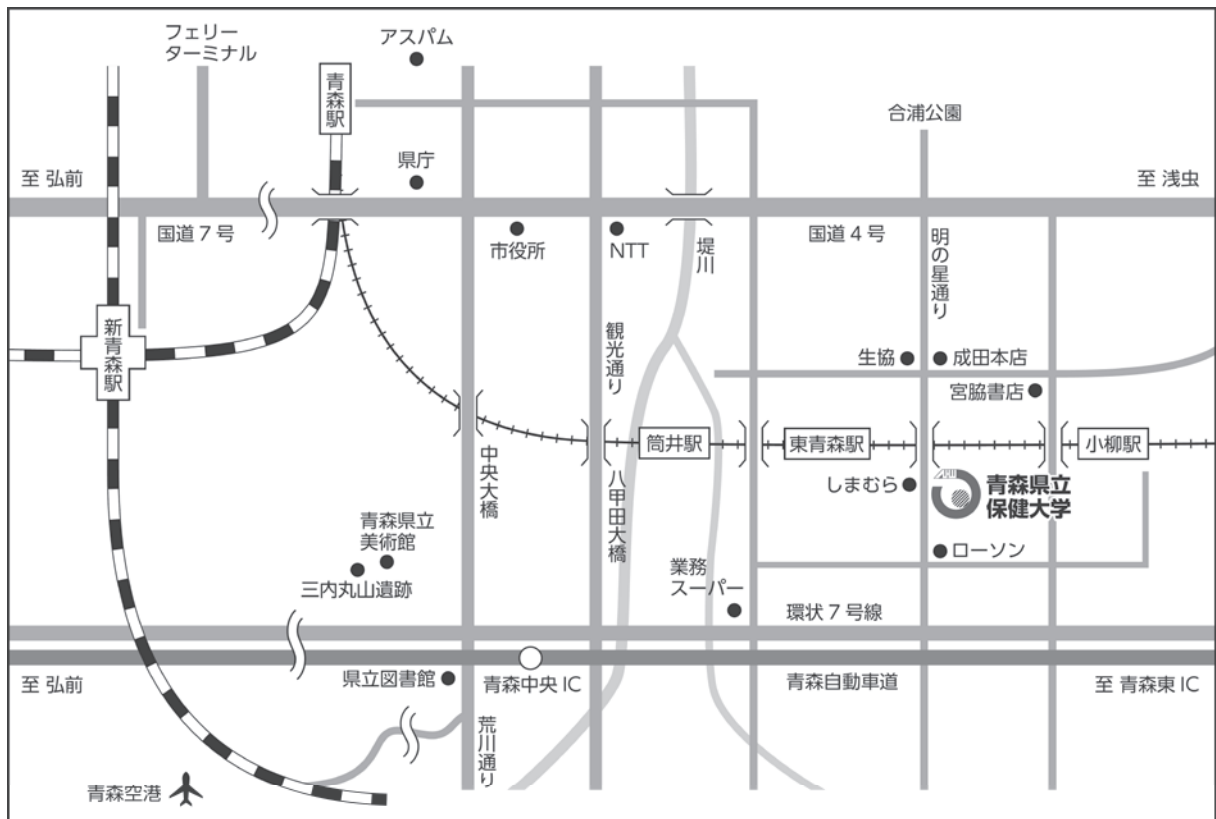 フェリー
ターミナル
アスパム
青森駅
合浦公園
県庁
至 弘前
至 浅虫
国道7号
市役所
NTT
堤川
国道4号
明の星通り
新青森駅
観光通り
生協
成田本店
宮脇書店
筒井駅
東青森駅
小柳駅
中央大橋
八甲田大橋
しまむら
AUHW
青森県立
保健大学
青森県立
美術館
三内丸山遺跡
業務
スーパー
ローソン
環状7号線
至 弘前
県立図書館
青森中央IC
青森自動車道
至 青森東IC
荒川通り
青森空港